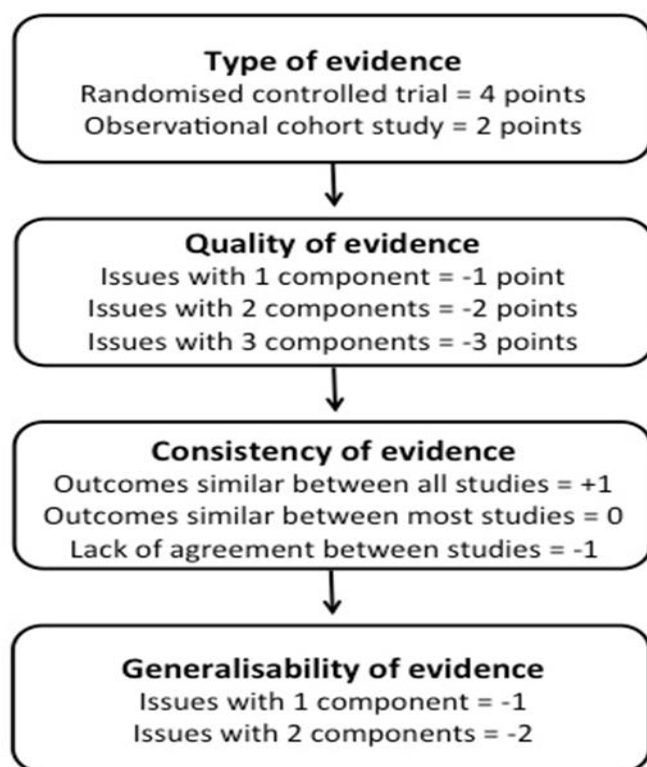 Type of evidence
Randomised controlled trial = 4 points
Observational cohort study = 2 points
Quality of evidence
Issues with 1 component = -1 point
Issues with 2 components = -2 points
Issues with 3 components = -3 points
Consistency of evidence
Outcomes similar between all studies = +1
Outcomes similar between most studies = 0
Lack of agreement between studies = -1
Generalisability of evidence
Issues with 1 component = -1
Issues with 2 components = -2